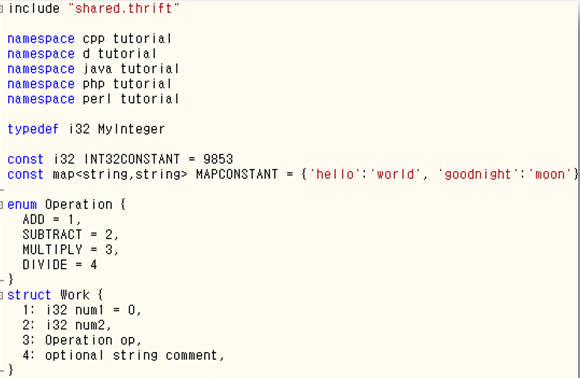 include "shared.thrift"
namespace cpp tutorial
namespace d tutorial
namespace java tutorial
namespace php tutorial
namespace perl tutorial
typedef i32 MyInteger
const i32 INT32CONSTANT = 9853
const map<string,string> MAPCONSTANT = {'hello':'world', 'goodnight':'moon'}
enum Operation {
  ADD = 1,
  SUBTRACT = 2,
  MULTIPLY = 3,
  DIVIDE = 4
}
struct Work {
  1: i32 num1 = 0,
  2: i32 num2,
  3: Operation op,
  4: optional string comment,
}